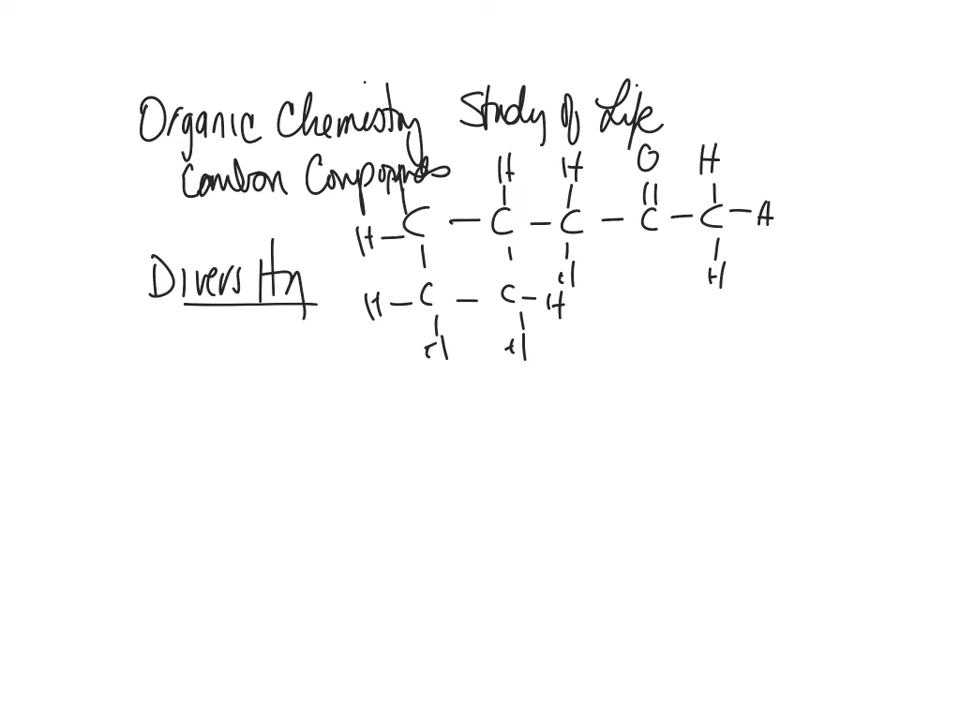 Organic Chemistry Study of Life
Carbon Compounds
H H O H
H – C – C – C – C – C – H
H
H – C – C – H H
Diversity
H H